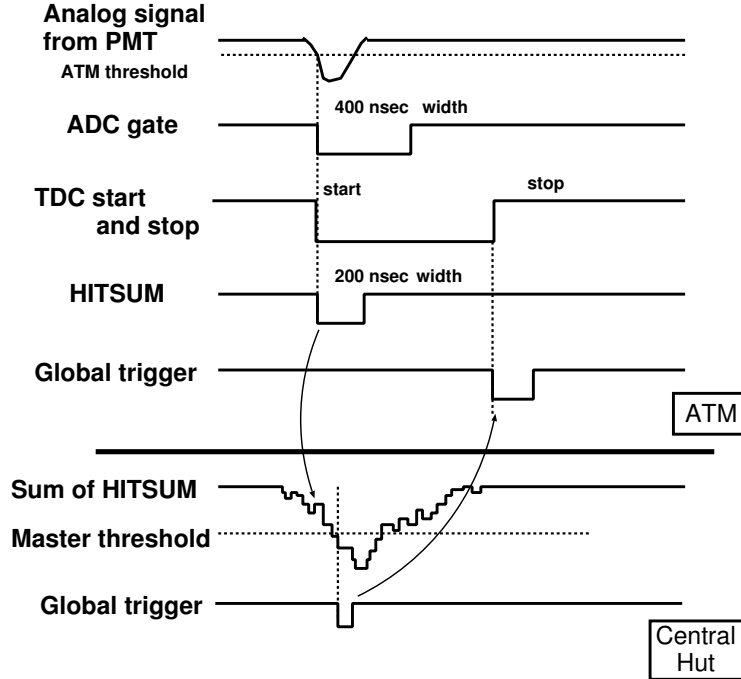 Analog signal
from PMT
ATM threshold
400 nsec width
ADC gate
start
stop
TDC start
and stop
200 nsec width
HITSUM
Global trigger
ATM
Sum of HITSUM
Master threshold
Global trigger
Central
Hut